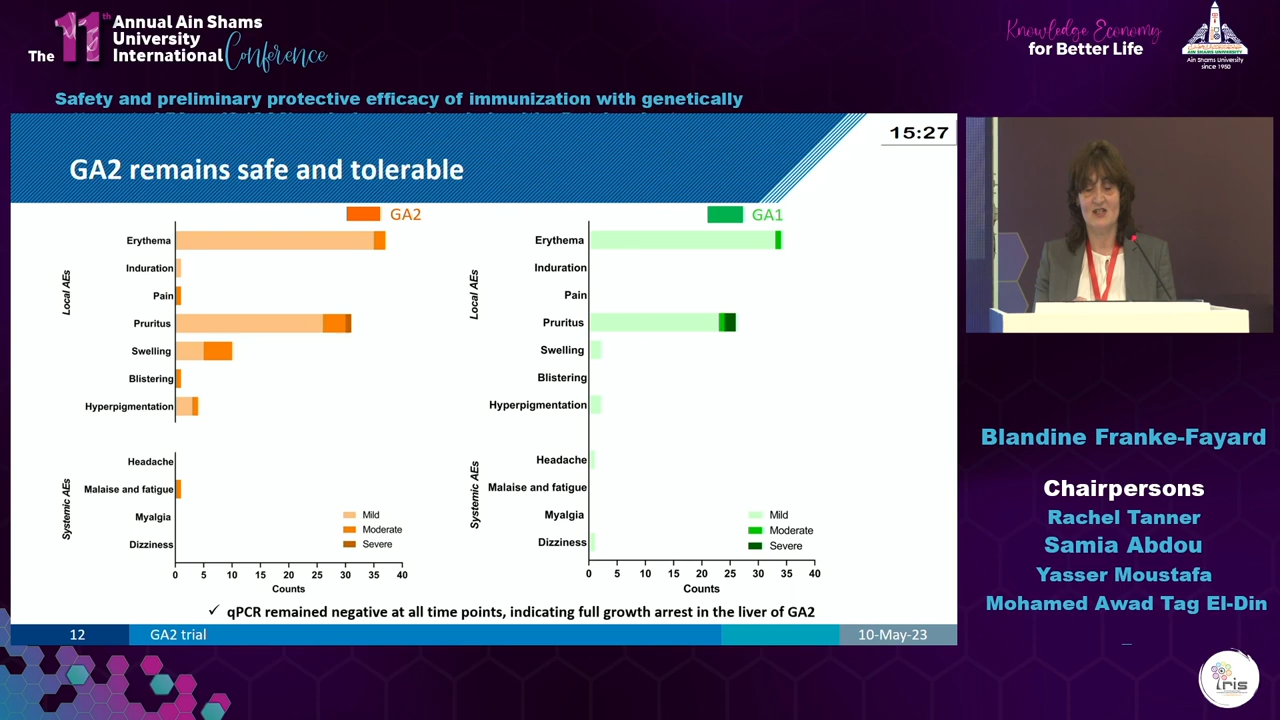 The 11th Annual Ain Shams
University
International Conference
Knowledge Economy
for Better Life
AIN SHAMS UNIVERSITY
Ain Shams University
since 1950
Safety and preliminary protective efficacy of immunization with genetically
15:27
GA2 remains safe and tolerable
GA2
Local AEs
Erythema
Induration
Pain
Pruritus
Swelling
Blistering
Hyperpigmentation
Systemic AEs
Headache
Malaise and fatigue
Myalgia
Dizziness
Mild
Moderate
Severe
0 5 10 15 20 25 30 35 40
Counts
GA1
Local AEs
Erythema
Induration
Pain
Pruritus
Swelling
Blistering
Hyperpigmentation
Systemic AEs
Headache
Malaise and fatigue
Myalgia
Dizziness
Mild
Moderate
Severe
0 5 10 15 20 25 30 35 40
Counts
✓ qPCR remained negative at all time points, indicating full growth arrest in the liver of GA2
12 GA2 trial 10-May-23
Blandine Franke-Fayard
Chairpersons
Rachel Tanner
Samia Abdou
Yasser Moustafa
Mohamed Awad Tag El-Din
iris